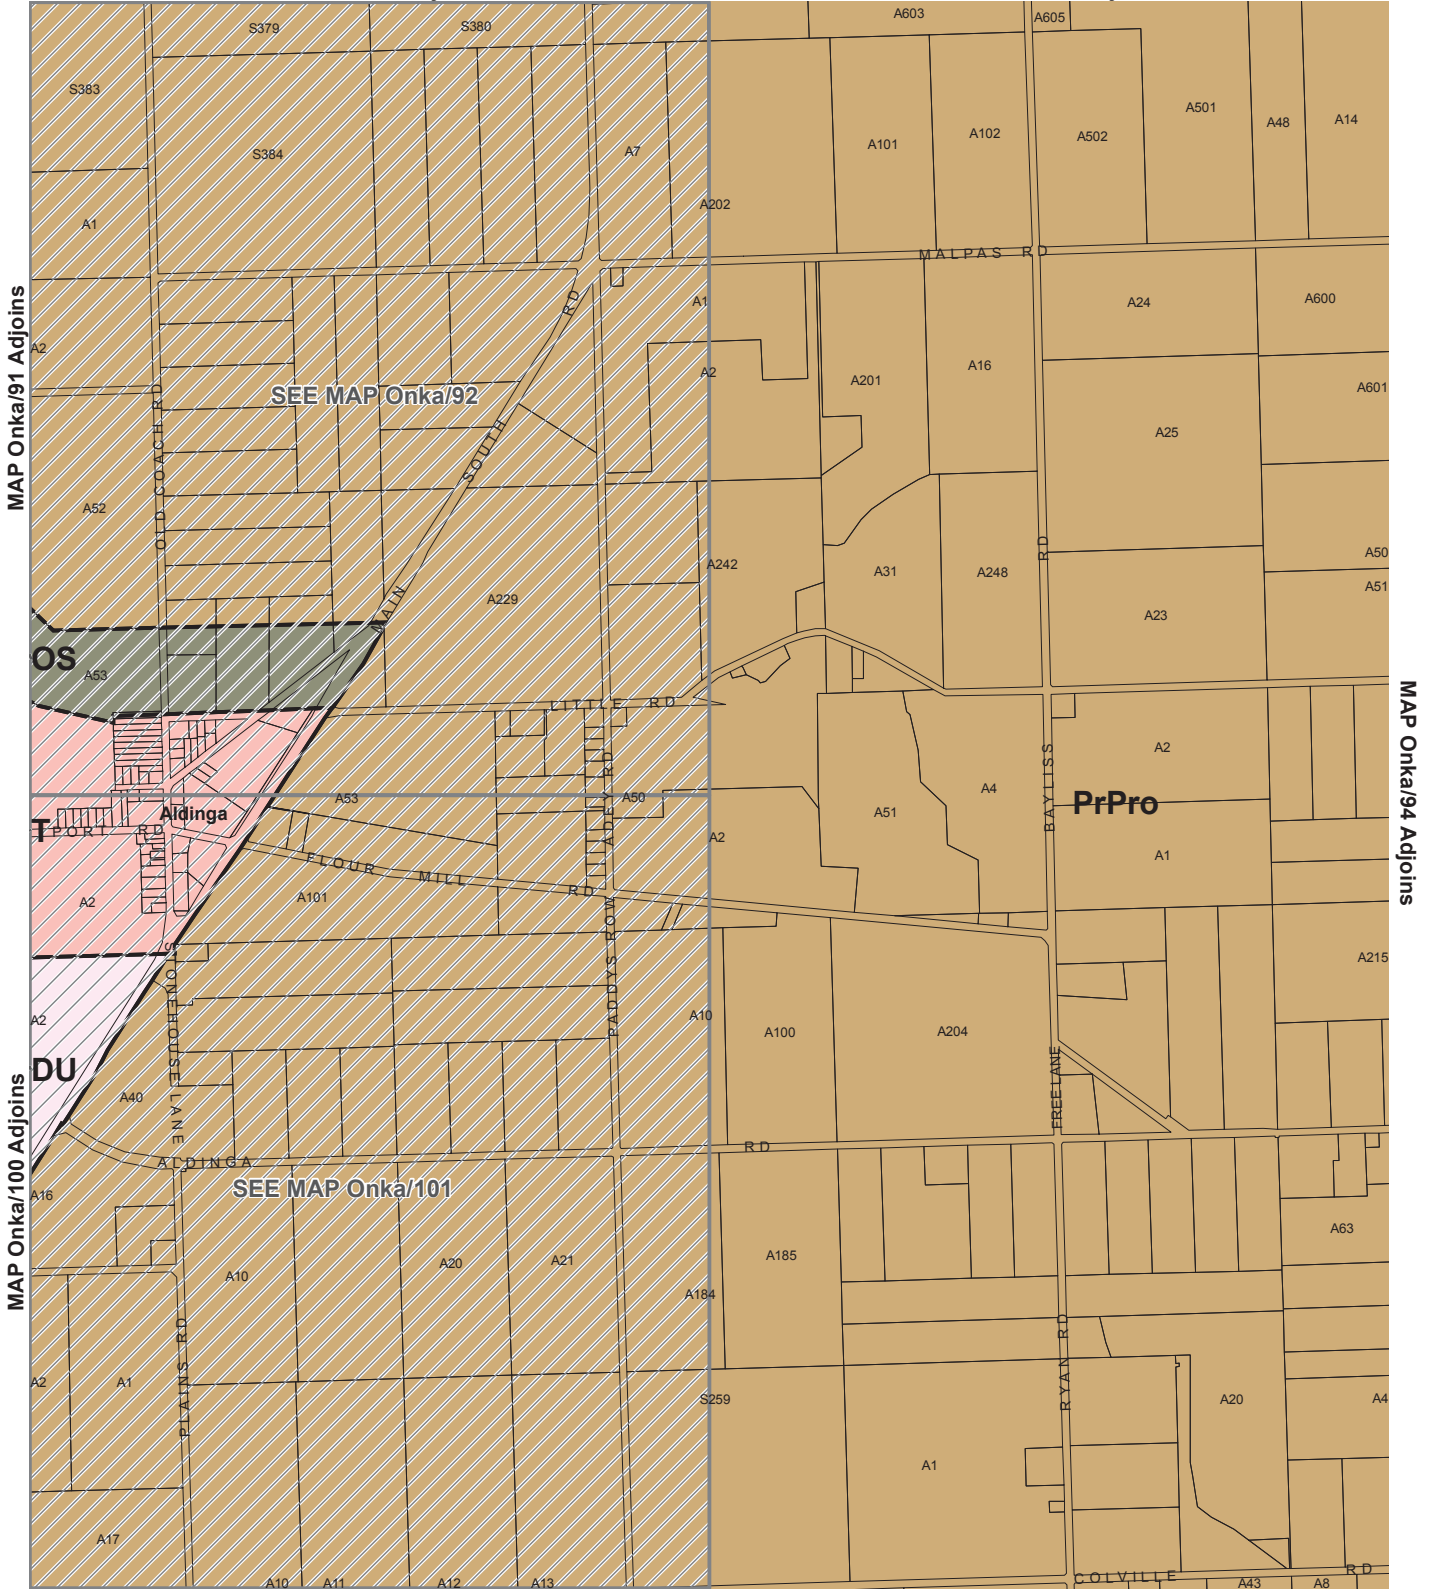 S379
S380
A603
A605
S383
A501
A48
A14
S384
A7
A101
A102
A502
A1
A202
MALPAS RD
MAP Onka/91 Adjoins
A2
A1
A24
A600
RD
SEE MAP Onka/92
A2
A201
A16
A601
OLD COACH RD
SOUTH
A25
A52
A242
A31
A248
RD
A50
A51
A229
MAIN
A23
OS
A53
LITTLE RD
MAP Onka/94 Adjoins
A2
A4
BAYLISS
PrPro
A53
A50
ADEY RD
A51
Aldinga
T
PORT RD
A2
A1
FLOUR MILL RD
A101
A2
PADDYS ROW
A215
STONEHOUSE LANE
A2
A10
A100
A204
DU
A40
FREE LANE
MAP Onka/100 Adjoins
ALDINGA
RD
SEE MAP Onka/101
A16
A63
A10
A20
A21
A185
A184
PLAINS RD
RYAN RD
A2
A1
S259
A20
A4
A1
A17
A10
A11
A12
A13
COLVILLE RD
A43
A8